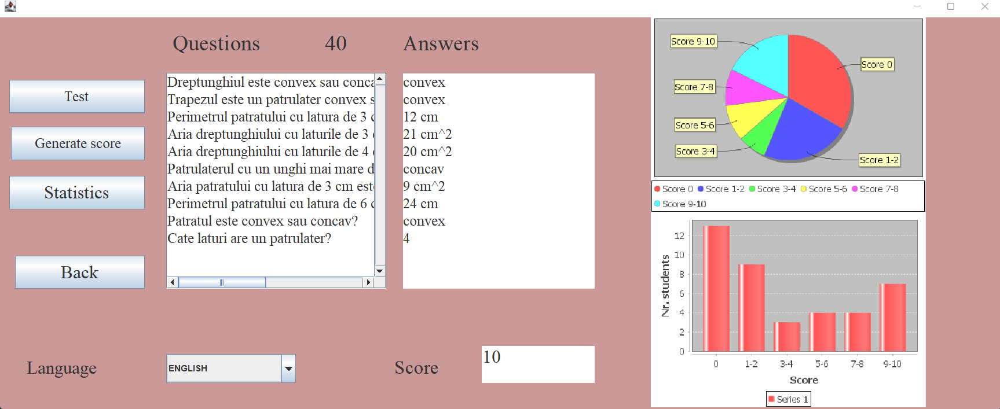 Questions 40 Answers
Test
Generate score
Statistics
Back
Dreptunghiul este convex sau conca
Trapezul este un patrulater convex s
Perimetrul patratului cu latura de 3 c
Aria dreptunghiului cu laturile de 3
Aria dreptunghiului cu laturile de 4
Patrulaterul cu un unghi mai mare d
Aria patratului cu latura de 3 cm est
Perimetrul patratului cu latura de 6 c
Patratul este convex sau concav?
Cate laturi are un patrulater?
convex
convex
12 cm
21 cm^2
20 cm^2
concav
9 cm^2
24 cm
convex
4
Language
ENGLISH
Score
10
Score 9-10
Score 0
Score 7-8
Score 5-6
Score 3-4
Score 1-2
Score 0 Score 1-2 Score 3-4 Score 5-6 Score 7-8
Score 9-10
Nr. students
12
10
8
6
4
2
0
0 1-2 3-4 5-6 7-8 9-10
Score
Series 1